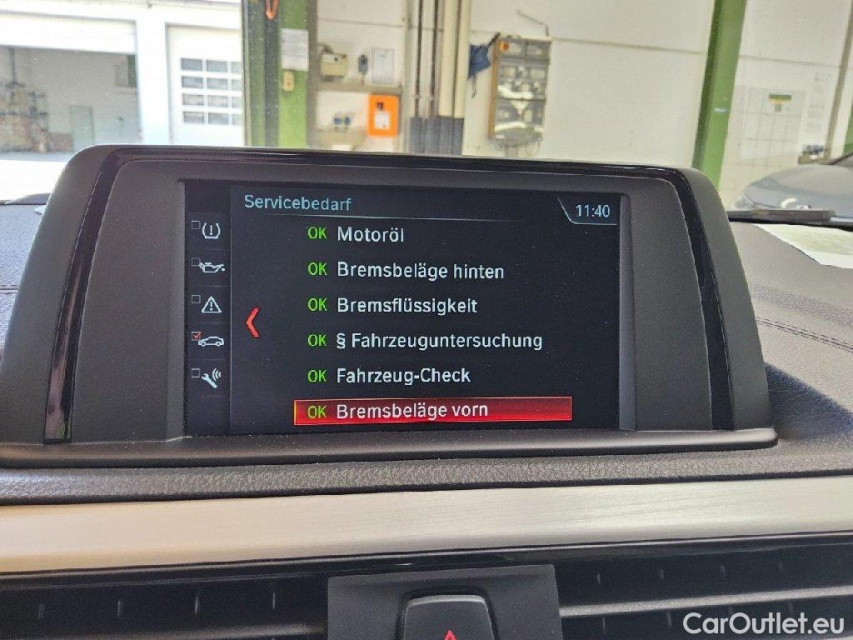 Servicebedarf
11:40
OK Motoröl
OK Bremsbeläge hinten
OK Bremsflüssigkeit
OK § Fahrzeuguntersuchung
OK Fahrzeug-Check
OK Bremsbeläge vorn
CarOutlet.eu